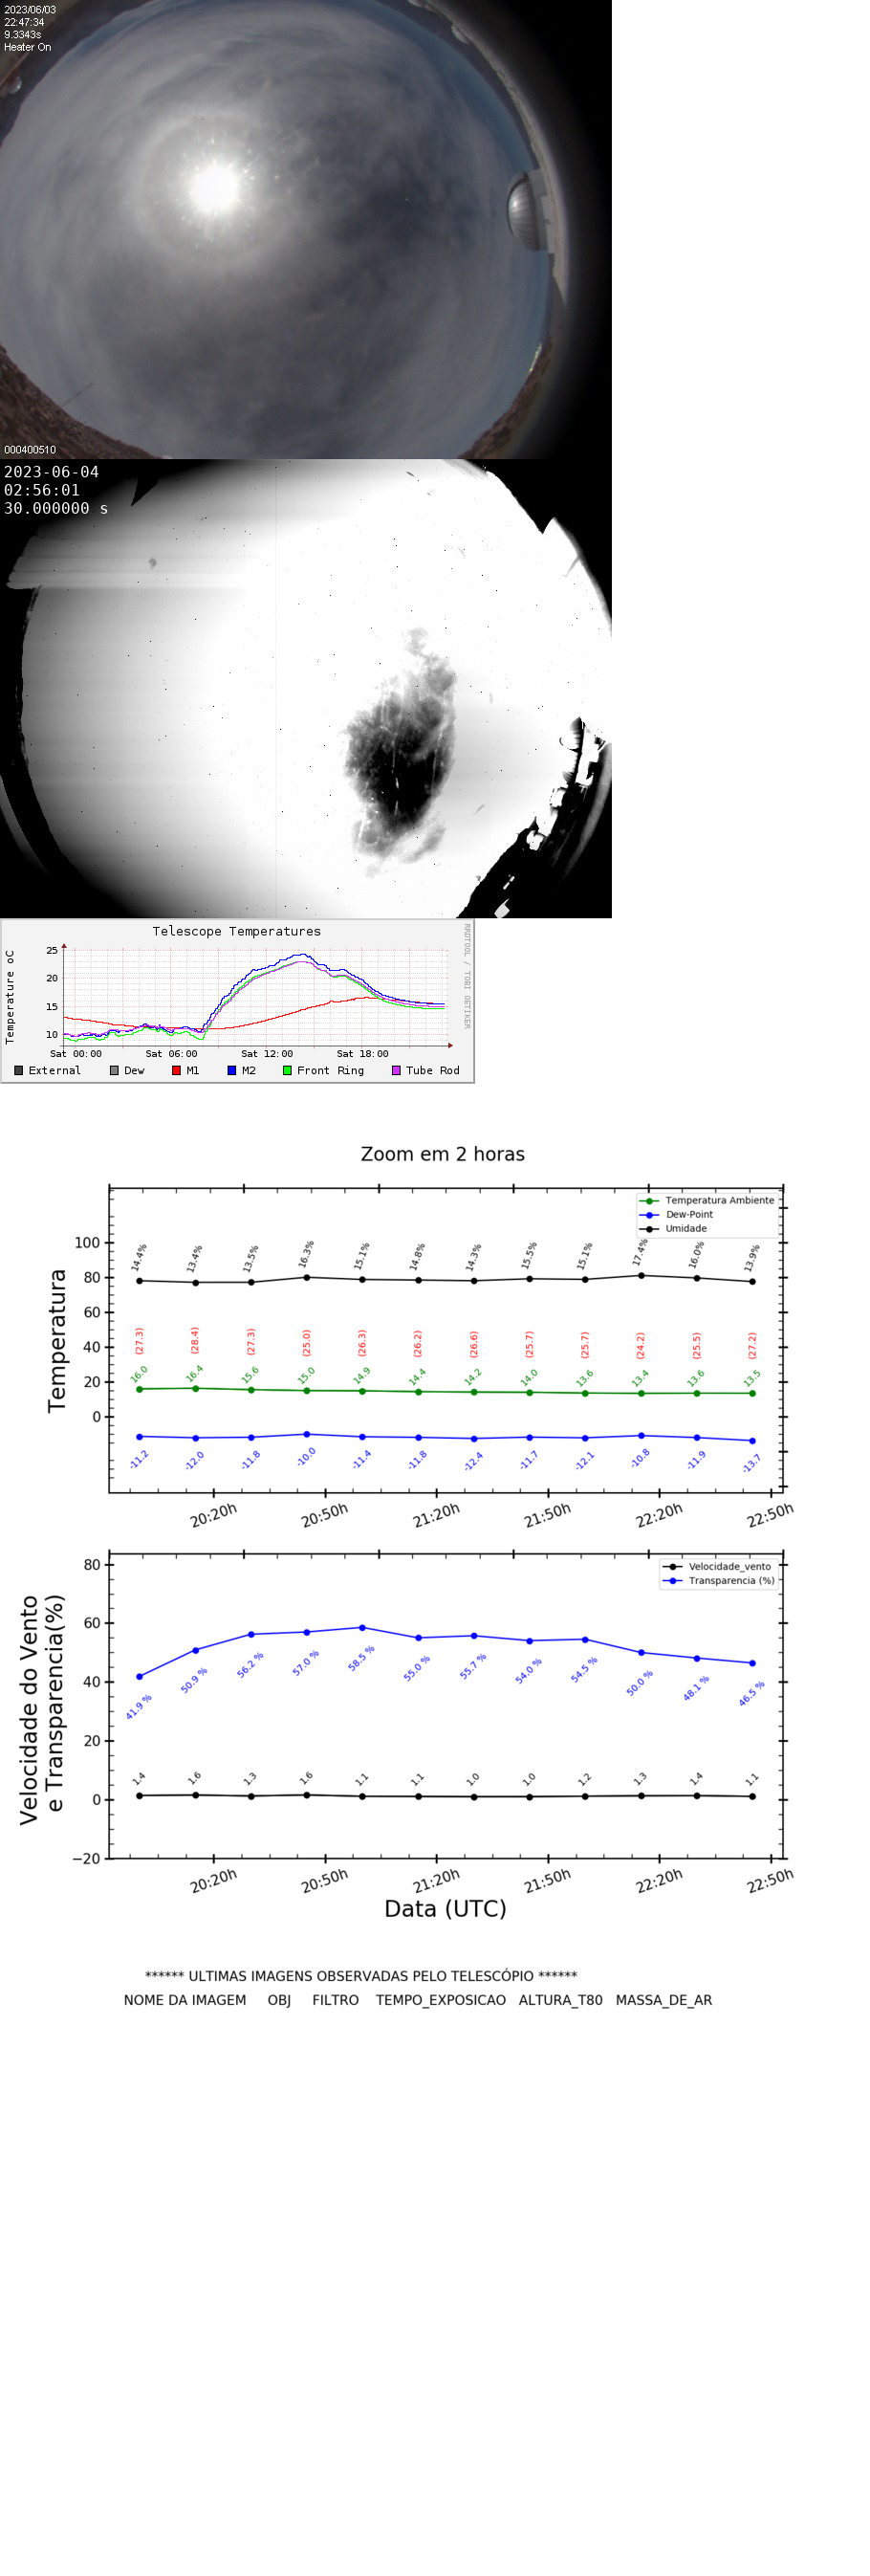 2023/06/03
22:47:34
9.3343s
Heater On
000400510
2023-06-04
02:56:01
30.000000 s
Telescope Temperatures
RRDTOOL / TOBI OETIKER
Temperature oC
25
20
15
10
Sat 00:00 Sat 06:00 Sat 12:00 Sat 18:00
External Dew M1 M2 Front Ring Tube Rod
Zoom em 2 horas
Temperatura Ambiente
Dew-Point
Umidade
Temperatura
100
80
60
40
20
0
14.4% 13.4% 13.5% 16.3% 15.1% 14.8% 14.3% 15.5% 15.1% 17.4% 16.0% 13.9%
(27.3) (28.4) (27.3) (25.0) (26.3) (26.2) (26.6) (25.7) (25.7) (24.2) (25.5) (27.2)
16.0 16.4 15.6 15.0 14.9 14.4 14.2 14.0 13.6 13.4 13.6 13.5
-11.2 -12.0 -11.8 -10.0 -11.4 -11.8 -12.4 -11.7 -12.1 -10.8 -11.9 -13.7
20:20h 20:50h 21:20h 21:50h 22:20h 22:50h
Velocidade_vento
Transparencia (%)
Velocidade do Vento
e Transparencia(%)
80
60
40
20
0
−20
41.9 % 50.9 % 56.2 % 57.0 % 58.5 % 55.0 % 55.7 % 54.0 % 54.5 % 50.0 % 48.1 % 46.5 %
1.4 1.6 1.3 1.6 1.1 1.1 1.0 1.0 1.2 1.3 1.4 1.1
20:20h 20:50h 21:20h 21:50h 22:20h 22:50h
Data (UTC)
****** ULTIMAS IMAGENS OBSERVADAS PELO TELESCÓPIO ******
NOME DA IMAGEM OBJ FILTRO TEMPO_EXPOSICAO ALTURA_T80 MASSA_DE_AR